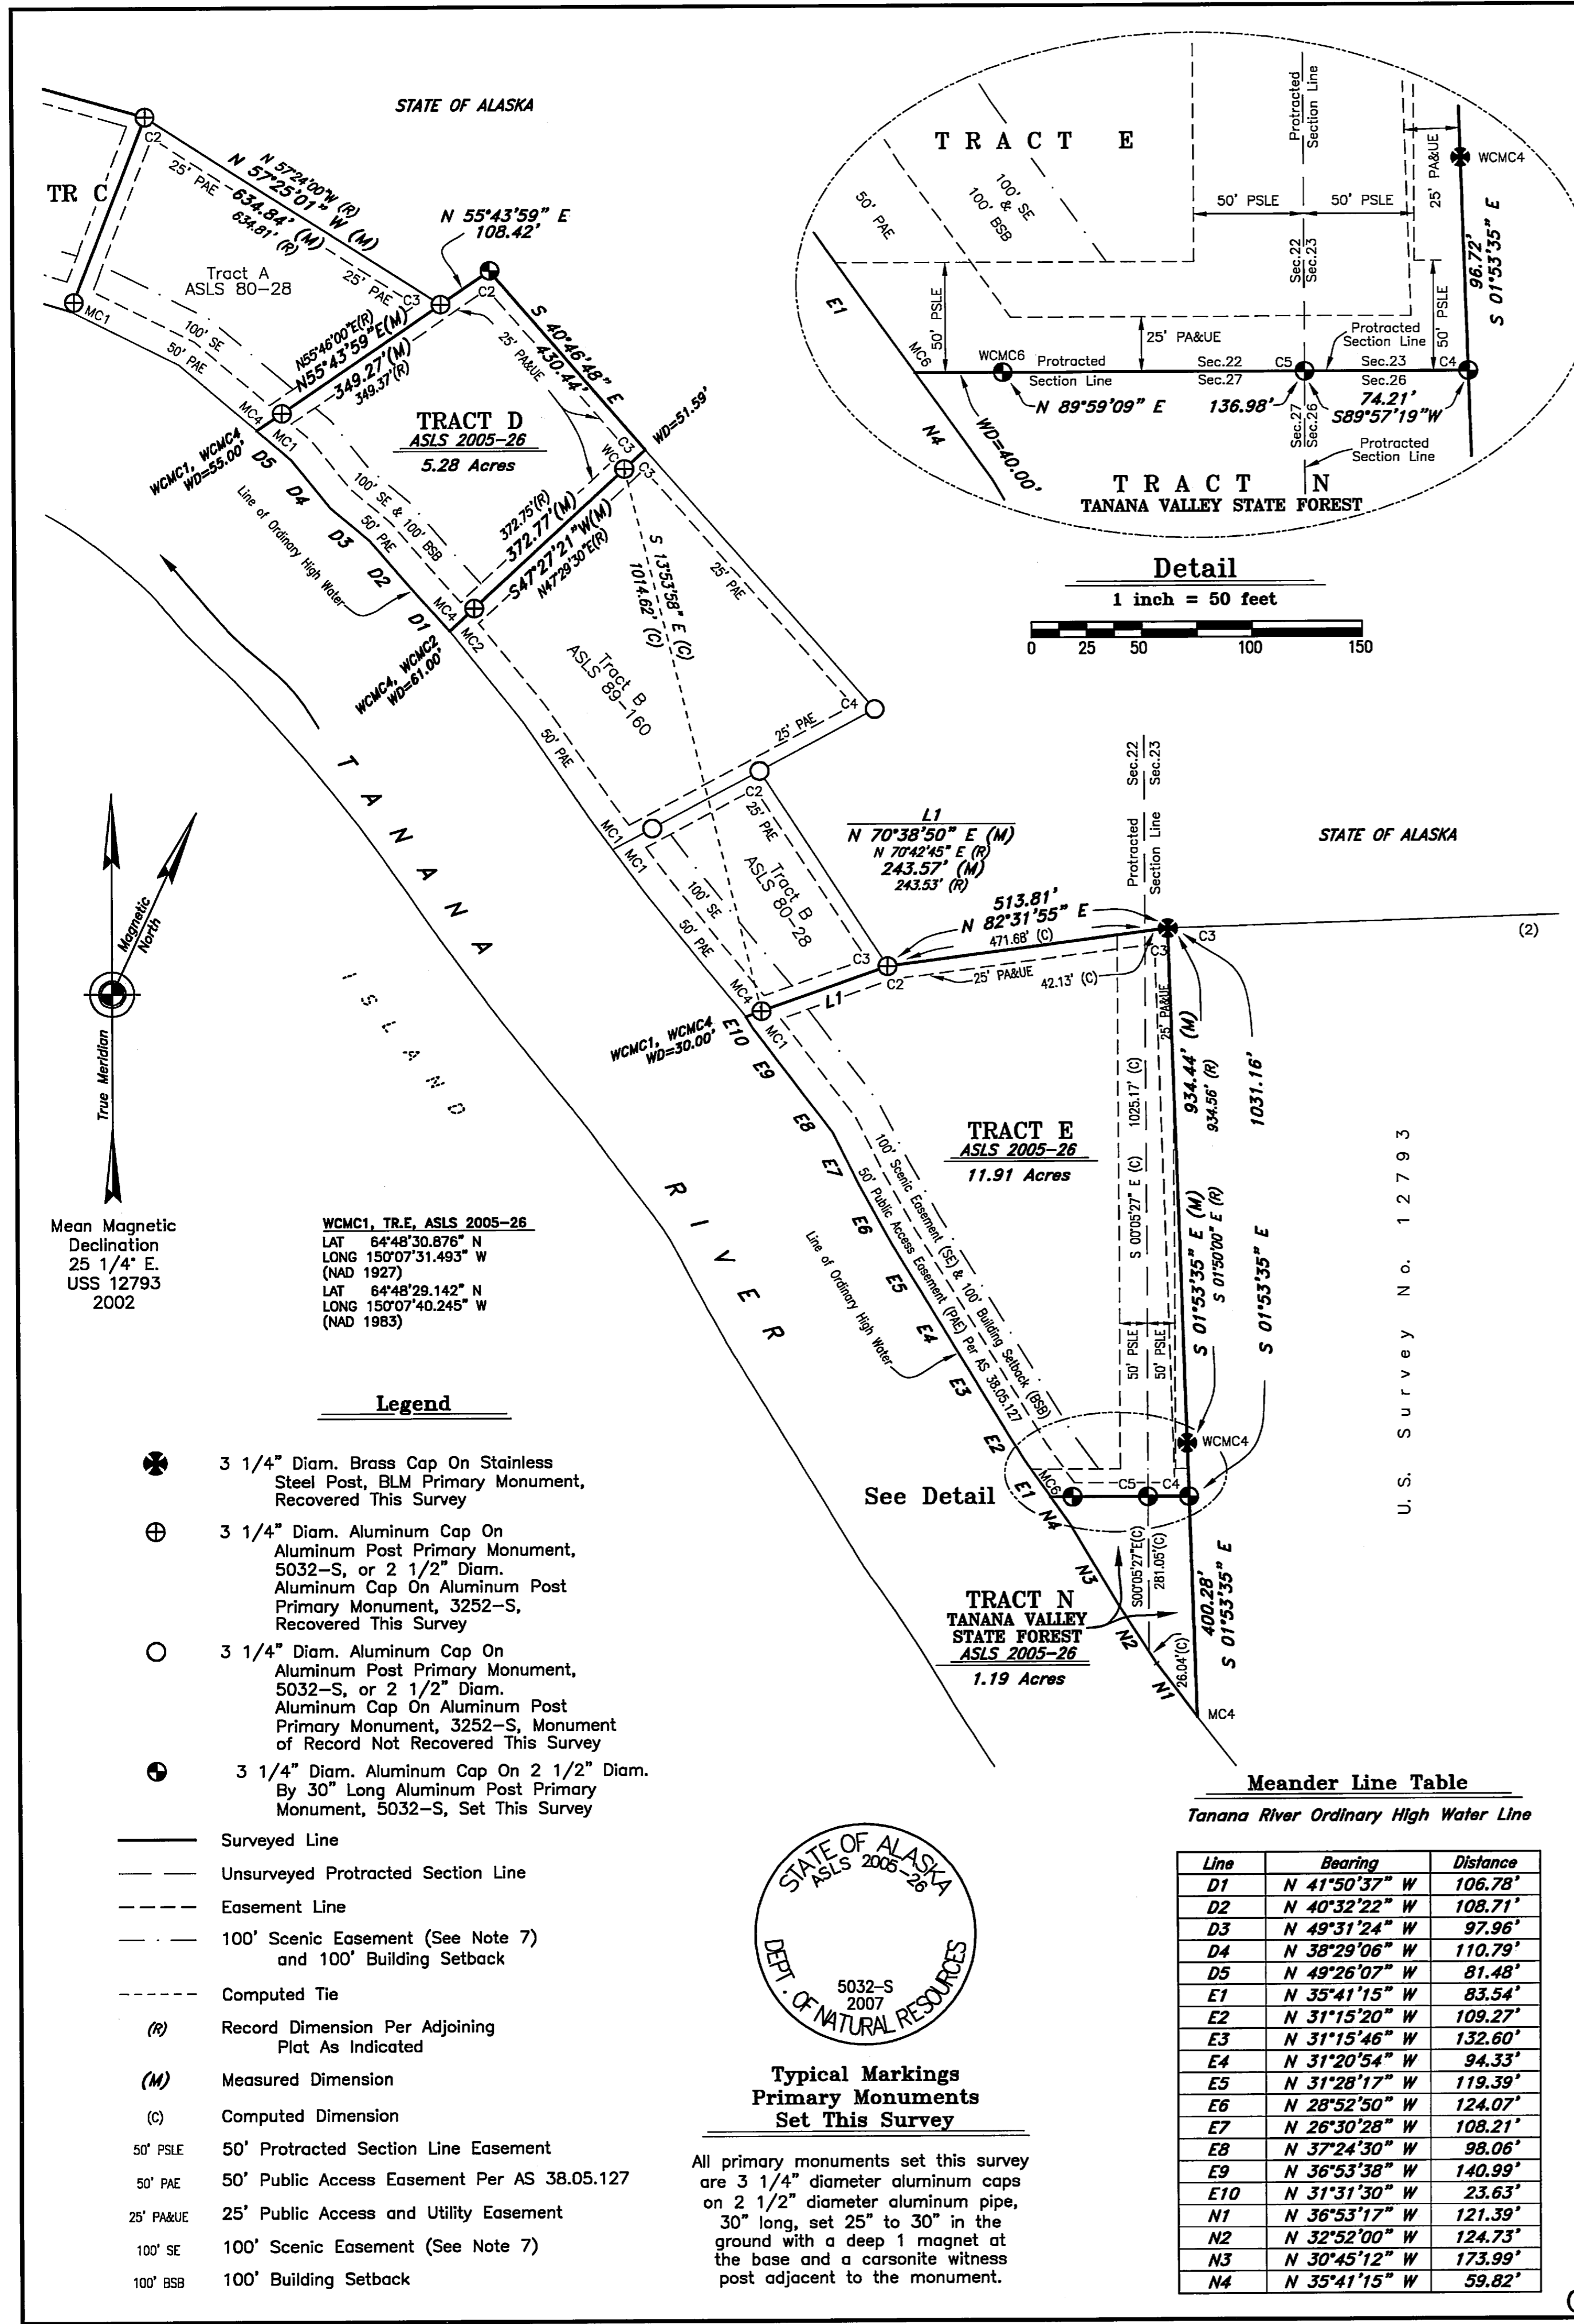 STATE OF ALASKA
TR C
C2
25' PAE
N 57°24'00"W (R)
N 57°25'01" W (M)
634.84' (M)
634.81' (R)
25' PAE
C3
Tract A
ASLS 80-28
MC1
50' PAE
100' SE
N 55°43'59" E
108.42'
C2
N55°46'00"E(R)
N55°43'59"E(M)
349.27'(M)
349.37'(R)
MC4
MC1
WCMC1, WCMC4
WD=55.00'
25' PA&UE
S 40°46'48" E
430.44'
TRACT D
ASLS 2005-26
5.28 Acres
C3
WC
C3
WD=51.59'
D5
D4
D3
D2
D1
Line of Ordinary High Water
100' SE & 100' BSB
50' PAE
372.75'(R)
372.77'(M)
S47°27'21"W(M)
N47°29'30"E(R)
MC4
MC2
WCMC4, WCMC2
WD=61.00'
S 13°53'58" E (C)
1014.62' (C)
25' PAE
Tract B
ASLS 89-160
50' PAE
C4
25' PAE
C2
MC1
MC1
25' PAE
Tract B
ASLS 80-28
100' SE
50' PAE
C3
MC4
MC1
WCMC1, WCMC4
WD=30.00'
L1
C2
TRACT E
100' & SE
100' BSB
50' PAE
50' PSLE
50' PSLE
Protracted
Section Line
Sec.22
Sec.23
25' PA&UE
WCMC4
96.72'
S 01°53'35" E
50' PSLE
50' PSLE
E1
MC6
WCMC6
Protracted
Section Line
25' PA&UE
Sec.22
Sec.27
C5
Protracted
Section Line
Sec.23
Sec.26
C4
N 89°59'09" E
136.98'
74.21'
S89°57'19"W
N4
WD=40.00'
Sec.27
Sec.26
Protracted
Section Line
TRACT N
TANANA VALLEY STATE FOREST
Detail
1 inch = 50 feet
0 25 50 100 150
TANANA
RIVER
ISLAND
L1
N 70°38'50" E (M)
N 70°42'45" E (R)
243.57' (M)
243.53' (R)
Protracted
Section Line
Sec.22
Sec.23
STATE OF ALASKA
513.81'
N 82°31'55" E
471.68' (C)
25' PA&UE
42.13' (C)
C3
C3
(2)
25' PA&UE
934.44' (M)
934.56' (R)
1031.16'
1025.17' (C)
S 00°05'27" E (C)
S 01°53'35" E (M)
S 01°50'00" E (R)
S 01°53'35" E
U.S. Survey No. 12793
TRACT E
ASLS 2005-26
11.91 Acres
E10
E9
E8
E7
E6
E5
E4
E3
E2
E1
100' Scenic Easement (SE) & 100' Building Setback (BSB)
50' Public Access Easement (PAE) Per AS 38.05.127
Line of Ordinary High Water
50' PSLE
50' PSLE
WCMC4
See Detail
MC6
C5
C4
N4
N3
N2
N1
S00°05'27"E(C)
281.05'(C)
26.04'(C)
400.28'
S 01°53'35" E
MC4
TRACT N
TANANA VALLEY
STATE FOREST
ASLS 2005-26
1.19 Acres
Magnetic
North
True Meridian
Mean Magnetic
Declination
25 1/4° E.
USS 12793
2002
WCMC1, TR.E, ASLS 2005-26
LAT 64°48'30.876" N
LONG 150°07'31.493" W
(NAD 1927)
LAT 64°48'29.142" N
LONG 150°07'40.245" W
(NAD 1983)
Legend
3 1/4" Diam. Brass Cap On Stainless
Steel Post, BLM Primary Monument,
Recovered This Survey
3 1/4" Diam. Aluminum Cap On
Aluminum Post Primary Monument,
5032-S, or 2 1/2" Diam.
Aluminum Cap On Aluminum Post
Primary Monument, 3252-S,
Recovered This Survey
3 1/4" Diam. Aluminum Cap On
Aluminum Post Primary Monument,
5032-S, or 2 1/2" Diam.
Aluminum Cap On Aluminum Post
Primary Monument, 3252-S, Monument
of Record Not Recovered This Survey
3 1/4" Diam. Aluminum Cap On 2 1/2" Diam.
By 30" Long Aluminum Post Primary
Monument, 5032-S, Set This Survey
Surveyed Line
Unsurveyed Protracted Section Line
Easement Line
100' Scenic Easement (See Note 7)
and 100' Building Setback
Computed Tie
(R) Record Dimension Per Adjoining
Plat As Indicated
(M) Measured Dimension
(C) Computed Dimension
50' PSLE 50' Protracted Section Line Easement
50' PAE 50' Public Access Easement Per AS 38.05.127
25' PA&UE 25' Public Access and Utility Easement
100' SE 100' Scenic Easement (See Note 7)
100' BSB 100' Building Setback
STATE OF ALASKA
ASLS 2005-26
5032-S
2007
DEPT. OF NATURAL RESOURCES
Typical Markings
Primary Monuments
Set This Survey
All primary monuments set this survey
are 3 1/4" diameter aluminum caps
on 2 1/2" diameter aluminum pipe,
30" long, set 25" to 30" in the
ground with a deep 1 magnet at
the base and a carsonite witness
post adjacent to the monument.
Meander Line Table
Tanana River Ordinary High Water Line
Line Bearing Distance
D1 N 41°50'37" W 106.78'
D2 N 40°32'22" W 108.71'
D3 N 49°31'24" W 97.96'
D4 N 38°29'06" W 110.79'
D5 N 49°26'07" W 81.48'
E1 N 35°41'15" W 83.54'
E2 N 31°15'20" W 109.27'
E3 N 31°15'46" W 132.60'
E4 N 31°20'54" W 94.33'
E5 N 31°28'17" W 119.39'
E6 N 28°52'50" W 124.07'
E7 N 26°30'28" W 108.21'
E8 N 37°24'30" W 98.06'
E9 N 36°53'38" W 140.99'
E10 N 31°31'30" W 23.63'
N1 N 36°53'17" W 121.39'
N2 N 32°52'00" W 124.73'
N3 N 30°45'12" W 173.99'
N4 N 35°41'15" W 59.82'